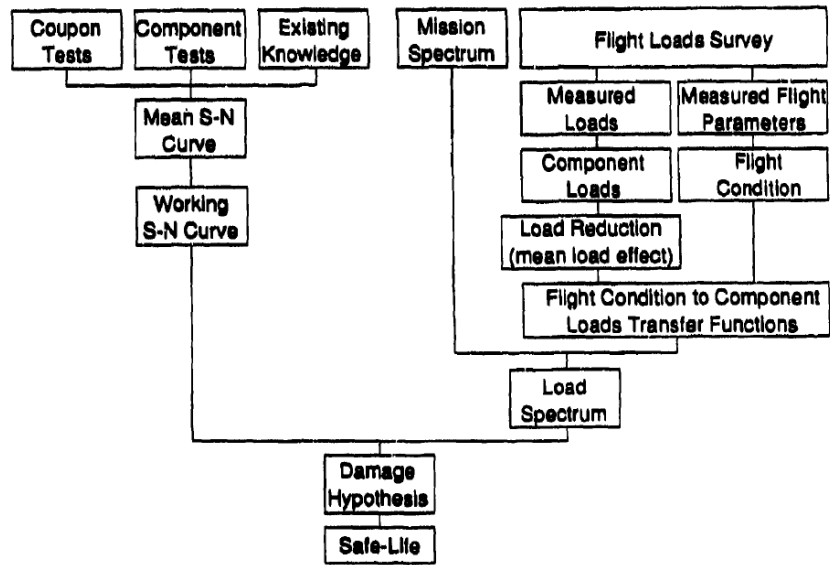 Coupon
Tests
Component
Tests
Existing
Knowledge
Mission
Spectrum
Flight Loads Survey
Mean S-N
Curve
Measured
Loads
Measured Flight
Parameters
Working
S-N Curve
Component
Loads
Flight
Condition
Load Reduction
(mean load effect)
Flight Condition to Component
Loads Transfer Functions
Load
Spectrum
Damage
Hypothesis
Safe-Life